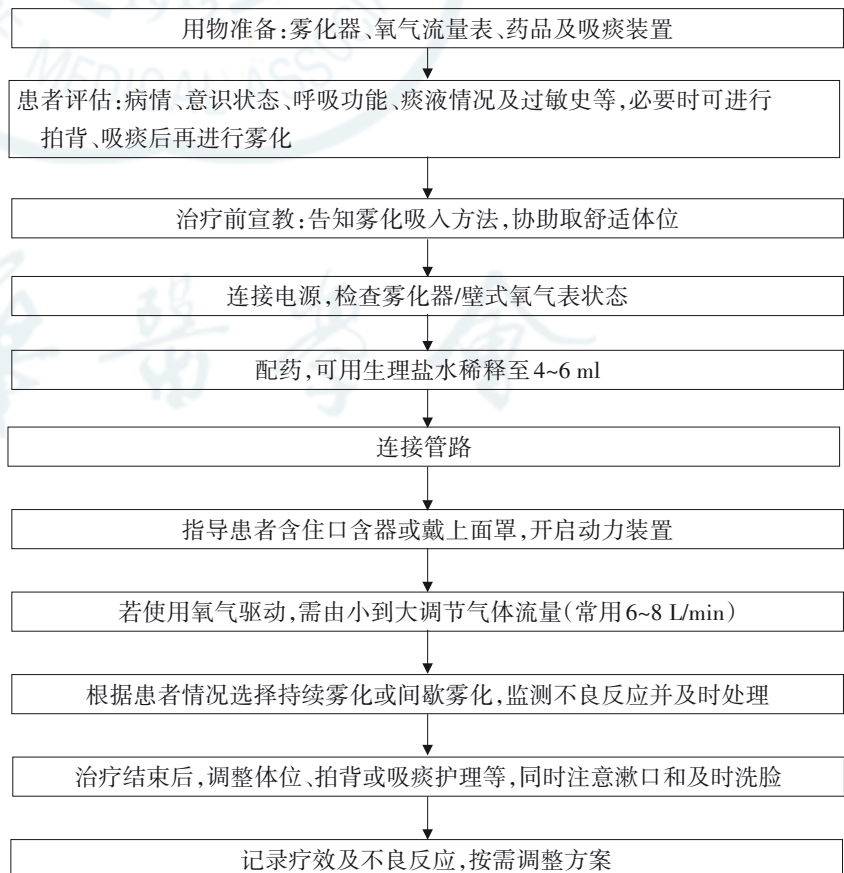 用物准备:雾化器、氧气流量表、药品及吸痰装置
患者评估:病情、意识状态、呼吸功能、痰液情况及过敏史等,必要时可进行
拍背、吸痰后再进行雾化
治疗前宣教:告知雾化吸入方法,协助取舒适体位
连接电源,检查雾化器/壁式氧气表状态
配药,可用生理盐水稀释至4~6 ml
连接管路
指导患者含住口含器或戴上面罩,开启动力装置
若使用氧气驱动,需由小到大调节气体流量(常用6~8 L/min)
根据患者情况选择持续雾化或间歇雾化,监测不良反应并及时处理
治疗结束后,调整体位、拍背或吸痰护理等,同时注意漱口和及时洗脸
记录疗效及不良反应,按需调整方案
MEDICAL ASSO
醫學會